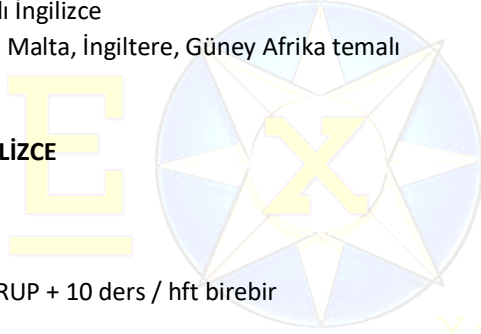 lı İngilizce
Malta, İngiltere, Güney Afrika temalı
LİZCE
E X
RUP + 10 ders / hft birebir